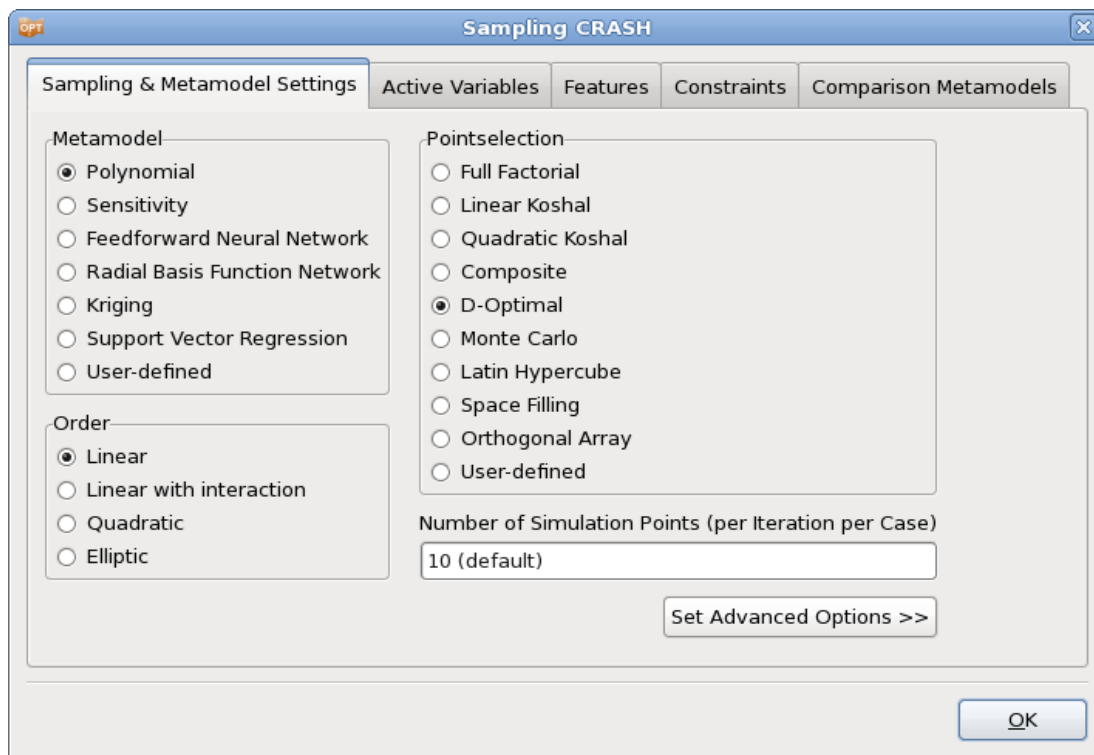 OPT
Sampling CRASH
Sampling & Metamodel Settings
Active Variables
Features
Constraints
Comparison Metamodels
Metamodel
Polynomial
Sensitivity
Feedforward Neural Network
Radial Basis Function Network
Kriging
Support Vector Regression
User-defined
Order
Linear
Linear with interaction
Quadratic
Elliptic
Pointselection
Full Factorial
Linear Koshal
Quadratic Koshal
Composite
D-Optimal
Monte Carlo
Latin Hypercube
Space Filling
Orthogonal Array
User-defined
Number of Simulation Points (per Iteration per Case)
10 (default)
Set Advanced Options >>
OK